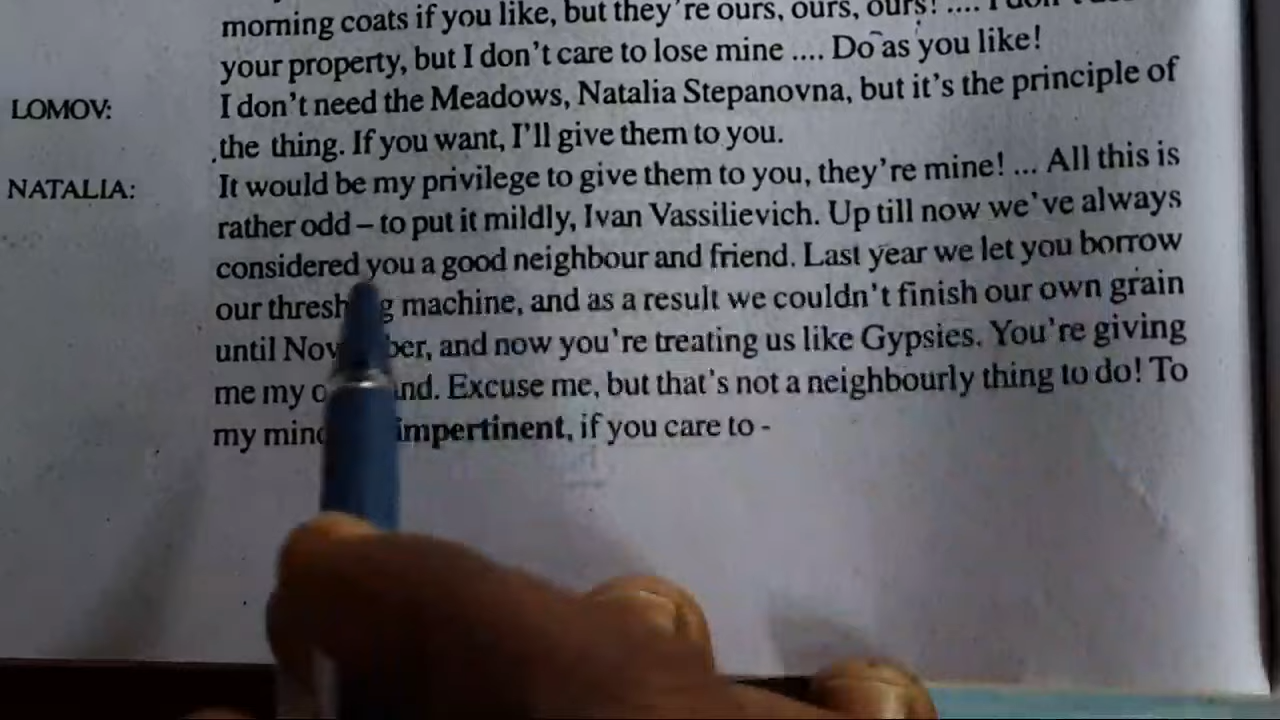 morning coats if you like, but they're ours, ours, ours! .... I don't
your property, but I don't care to lose mine .... Do as you like!
LOMOV: I don't need the Meadows, Natalia Stepanovna, but it's the principle of
the thing. If you want, I'll give them to you.
NATALIA: It would be my privilege to give them to you, they're mine! ... All this is
rather odd – to put it mildly, Ivan Vassilievich. Up till now we've always
considered you a good neighbour and friend. Last year we let you borrow
our threshing machine, and as a result we couldn't finish our own grain
until November, and now you're treating us like Gypsies. You're giving
me my land. Excuse me, but that's not a neighbourly thing to do! To
my mind impertinent, if you care to -